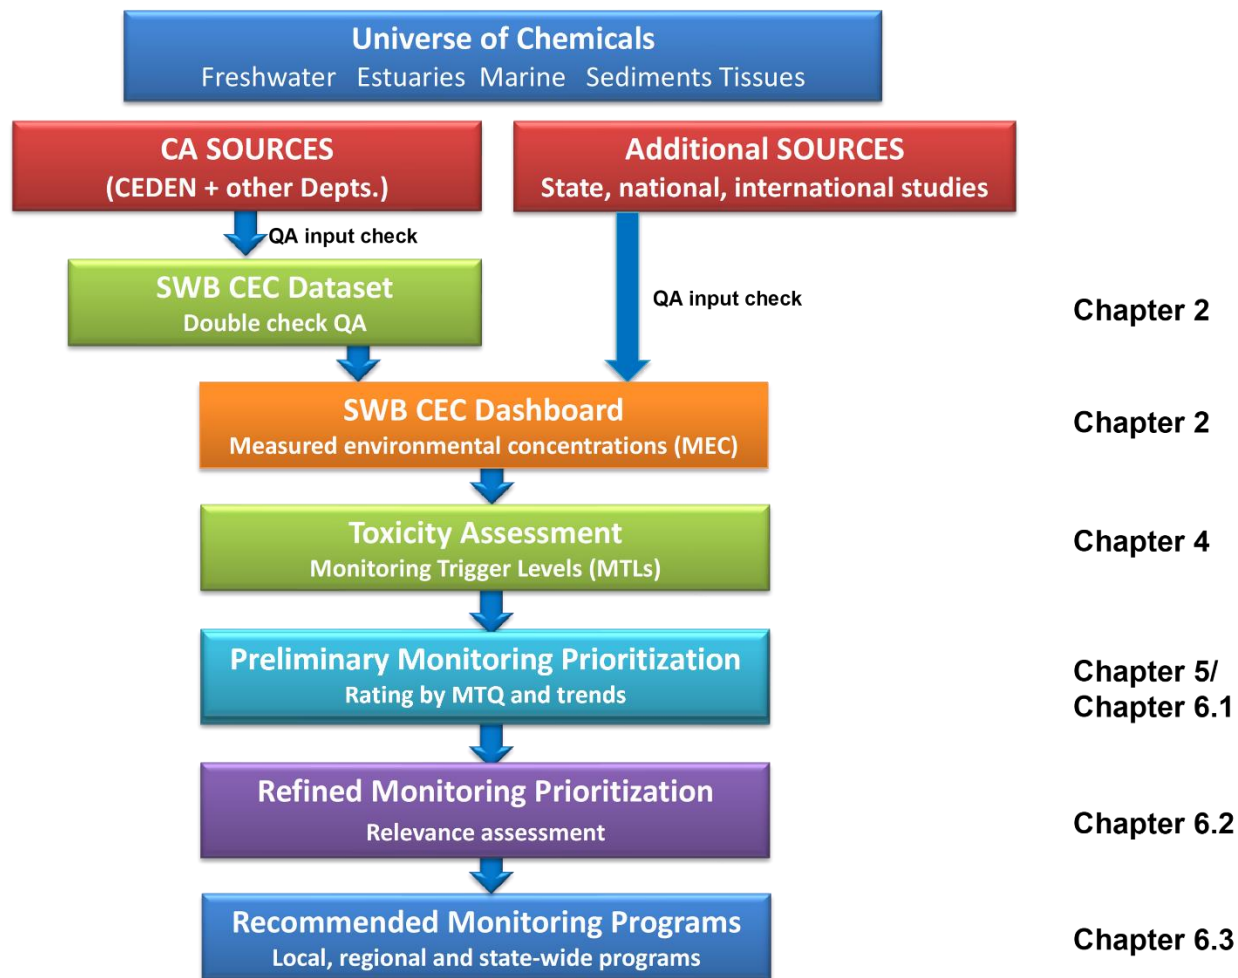 Universe of Chemicals
Freshwater Estuaries Marine Sediments Tissues
CA SOURCES
(CEDEN + other Depts.)
Additional SOURCES
State, national, international studies
QA input check
SWB CEC Dataset
Double check QA
QA input check
Chapter 2
SWB CEC Dashboard
Measured environmental concentrations (MEC)
Chapter 2
Toxicity Assessment
Monitoring Trigger Levels (MTLs)
Chapter 4
Preliminary Monitoring Prioritization
Rating by MTQ and trends
Chapter 5/
Chapter 6.1
Refined Monitoring Prioritization
Relevance assessment
Chapter 6.2
Recommended Monitoring Programs
Local, regional and state-wide programs
Chapter 6.3